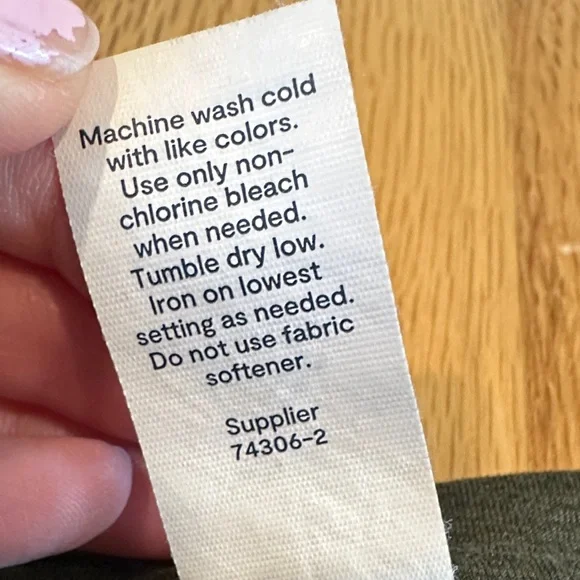 Machine wash cold
with like colors.
Use only non-
chlorine bleach
when needed.
Tumble dry low.
Iron on lowest
setting as needed.
Do not use fabric
softener.
Supplier
74306-2